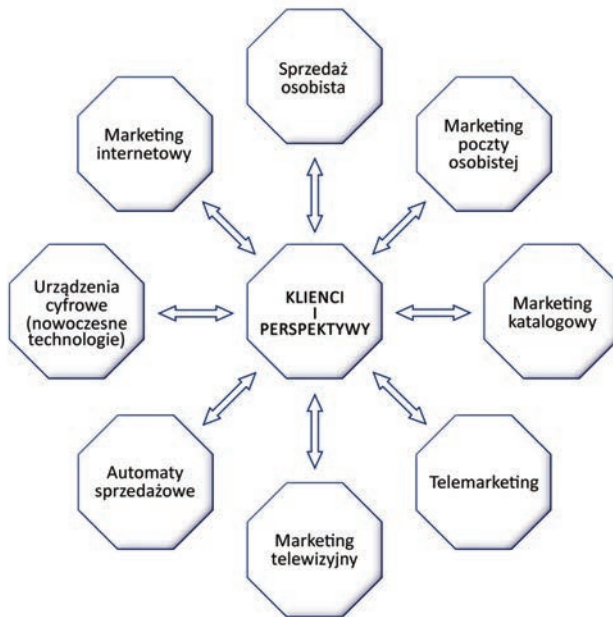 Sprzedaż
osobista
Marketing
internetowy
Marketing
poczty
osobistej
Urządzenia
cyfrowe
(nowoczesne
technologie)
KLIENCI
I
PERSPEKTYWY
Marketing
katalogowy
Automaty
sprzedażowe
Telemarketing
Marketing
telewizyjny